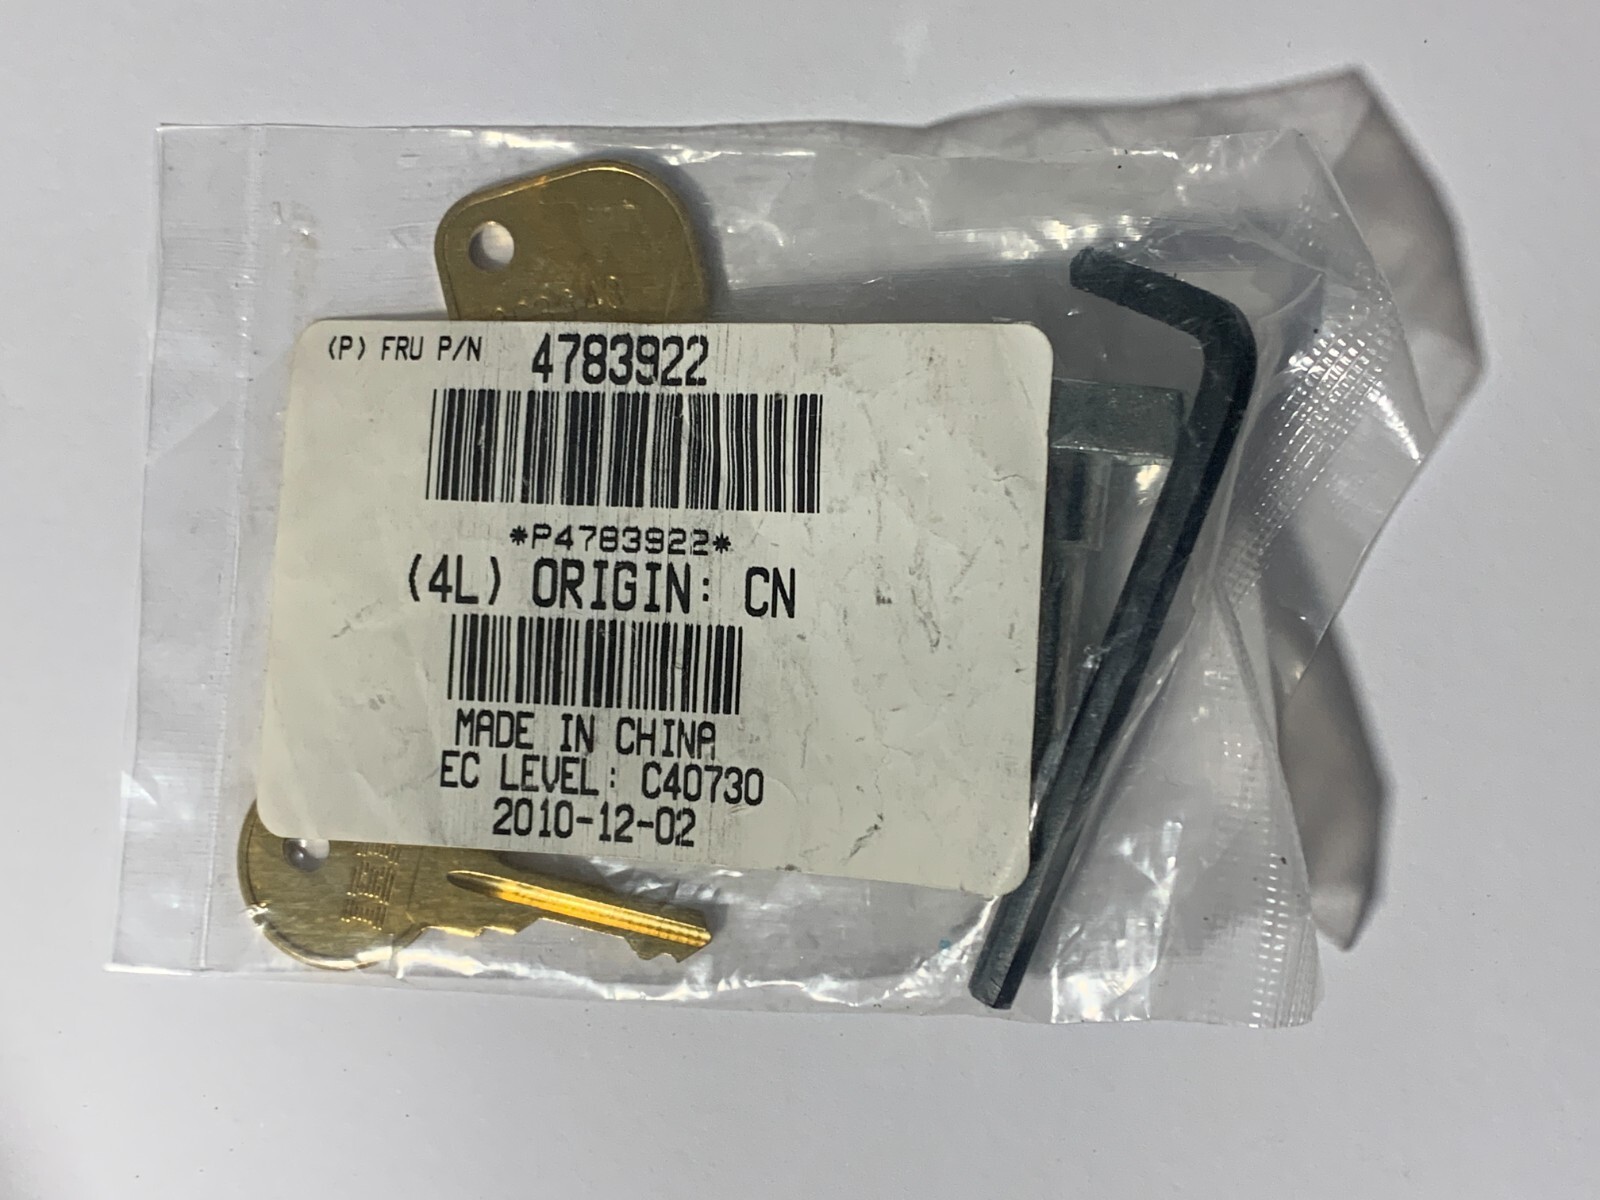 (P) FRU P/N 4783922
*P4783922*
(4L) ORIGIN: CN
MADE IN CHINA
EC LEVEL: C40730
2010-12-02